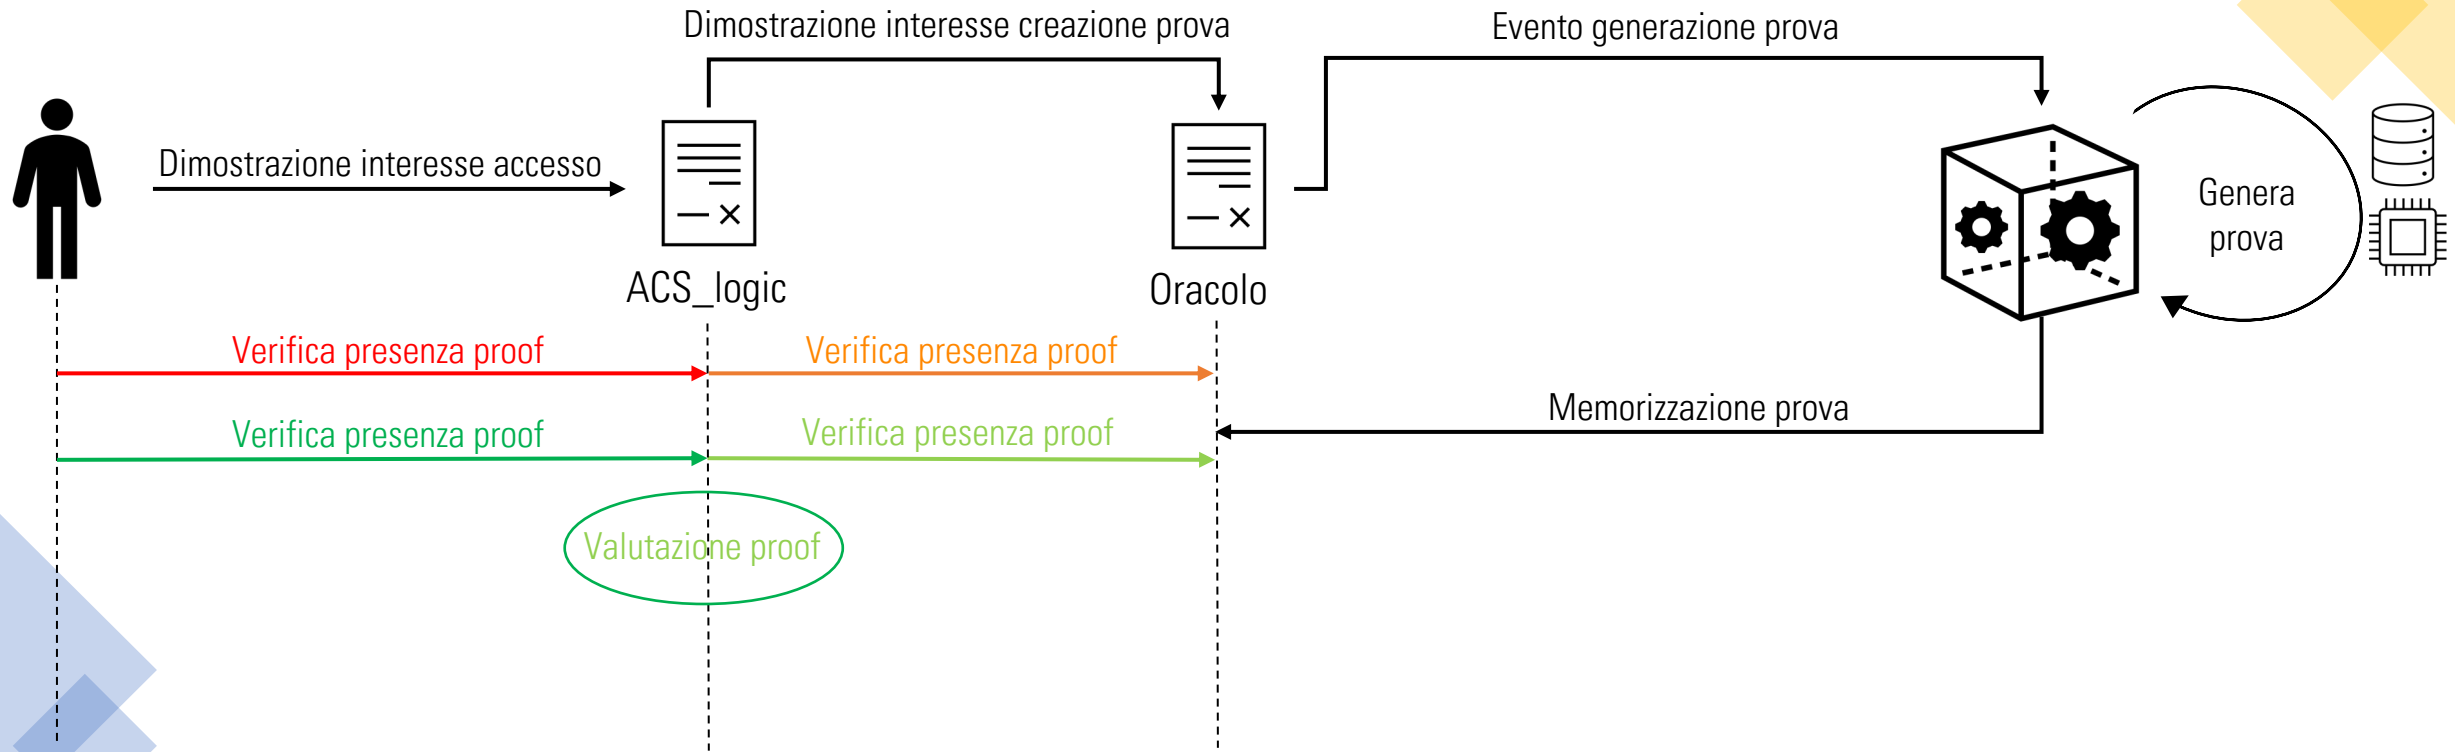 Dimostrazione interesse creazione prova
Evento generazione prova
Dimostrazione interesse accesso
Genera
prova
ACS_logic
Oracolo
Verifica presenza proof
Verifica presenza proof
Memorizzazione prova
Verifica presenza proof
Verifica presenza proof
Valutazione proof